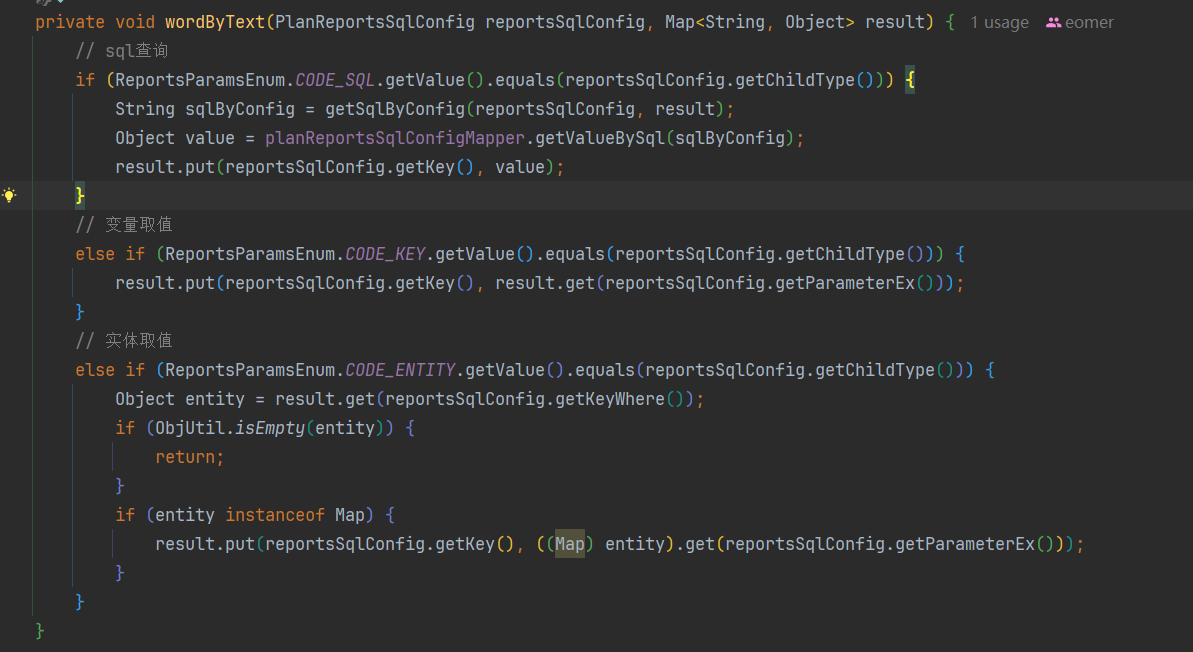 private void wordByText(PlanReportsSqlConfig reportsSqlConfig, Map<String, Object> result) { 1 usage eomer
// sql查询
if (ReportsParamsEnum.CODE_SQL.getValue().equals(reportsSqlConfig.getChildType())) {
String sqlByConfig = getSqlByConfig(reportsSqlConfig, result);
Object value = planReportsSqlConfigMapper.getValueBySql(sqlByConfig);
result.put(reportsSqlConfig.getKey(), value);
}
// 变量取值
else if (ReportsParamsEnum.CODE_KEY.getValue().equals(reportsSqlConfig.getChildType())) {
result.put(reportsSqlConfig.getKey(), result.get(reportsSqlConfig.getParameterEx()));
}
// 实体取值
else if (ReportsParamsEnum.CODE_ENTITY.getValue().equals(reportsSqlConfig.getChildType())) {
Object entity = result.get(reportsSqlConfig.getKeyWhere());
if (ObjUtil.isEmpty(entity)) {
return;
}
if (entity instanceof Map) {
result.put(reportsSqlConfig.getKey(), ((Map) entity).get(reportsSqlConfig.getParameterEx()));
}
}
}